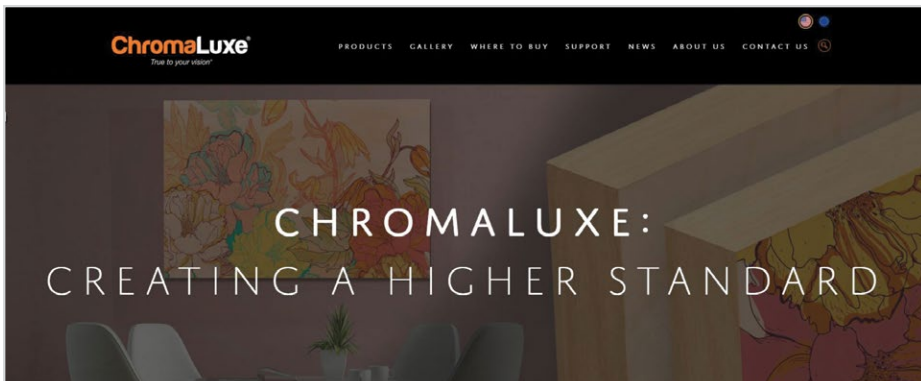 ChromaLuxe®
True to your vision®
PRODUCTS GALLERY WHERE TO BUY SUPPORT NEWS ABOUT US CONTACT US
CHROMALUXE:
CREATING A HIGHER STANDARD